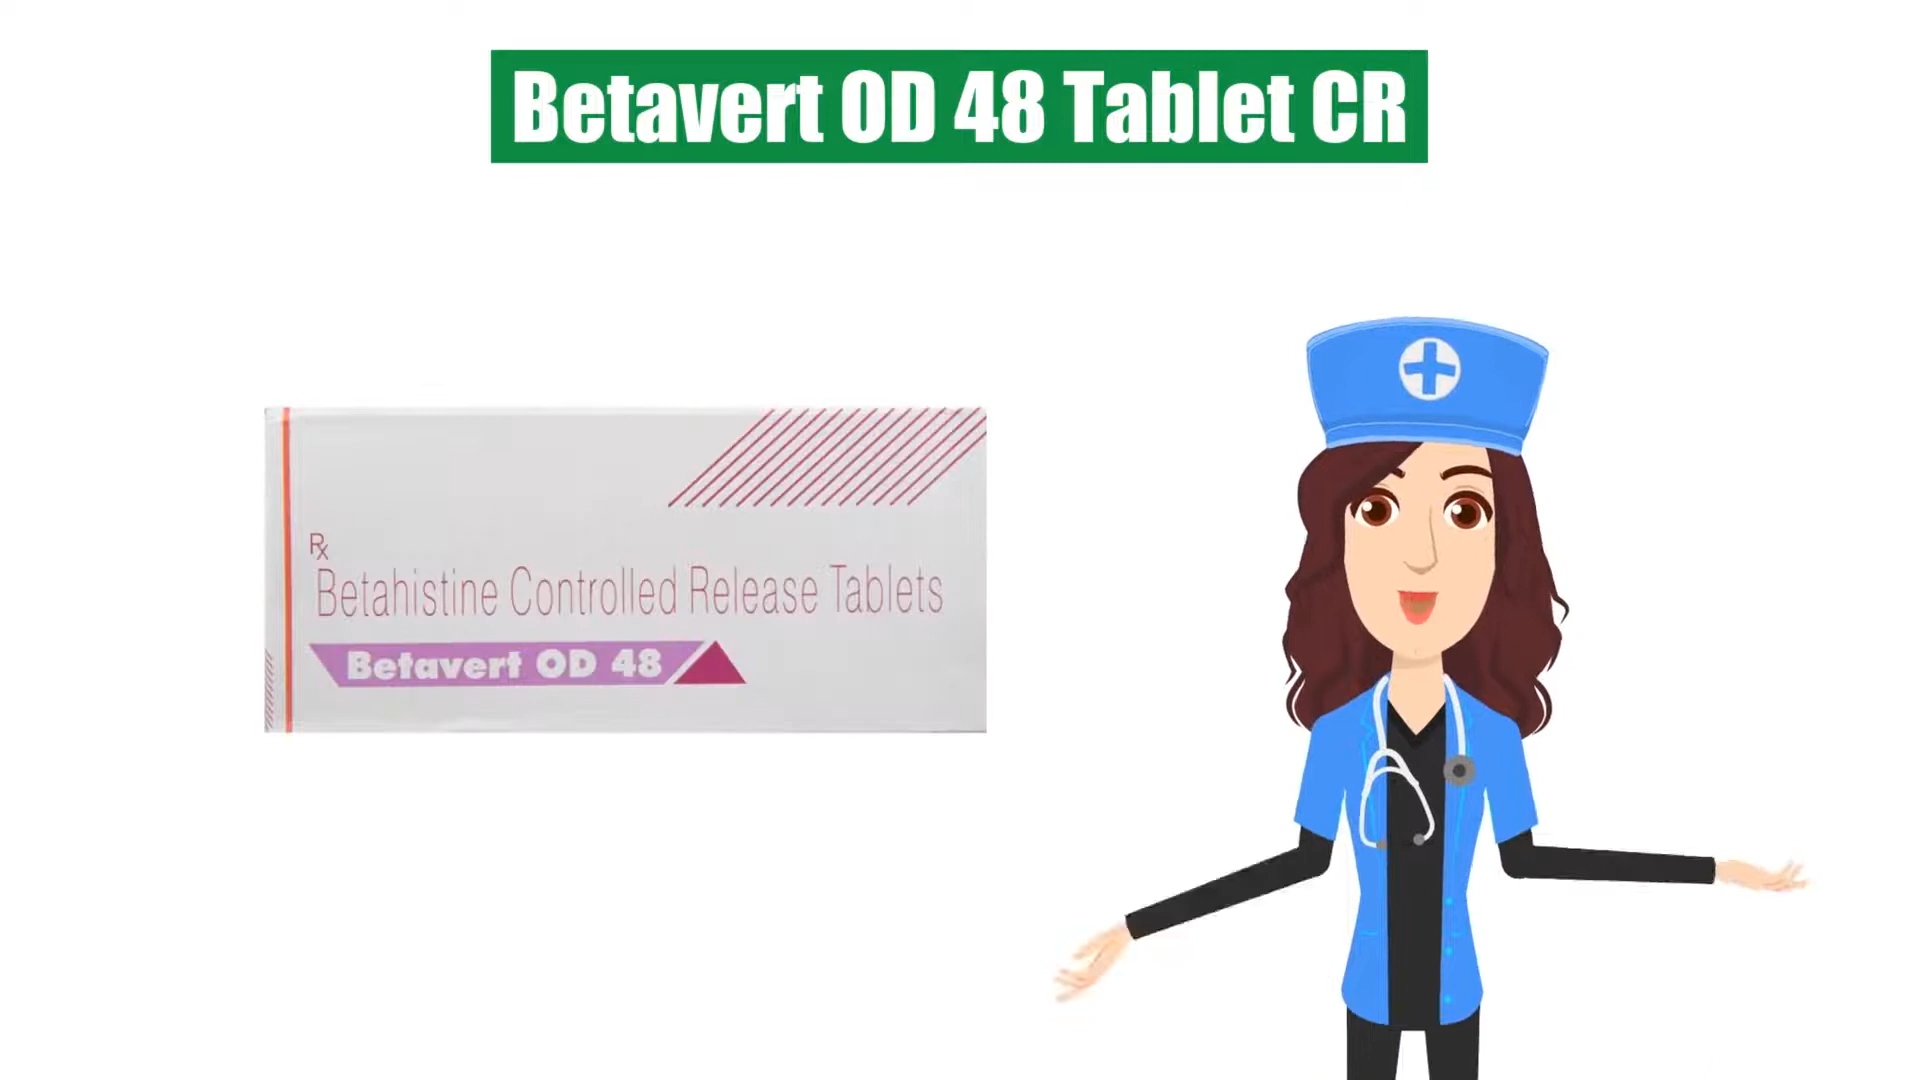 Betavert OD 48 Tablet CR
Rx
Betahistine Controlled Release Tablets
Betavert OD 48